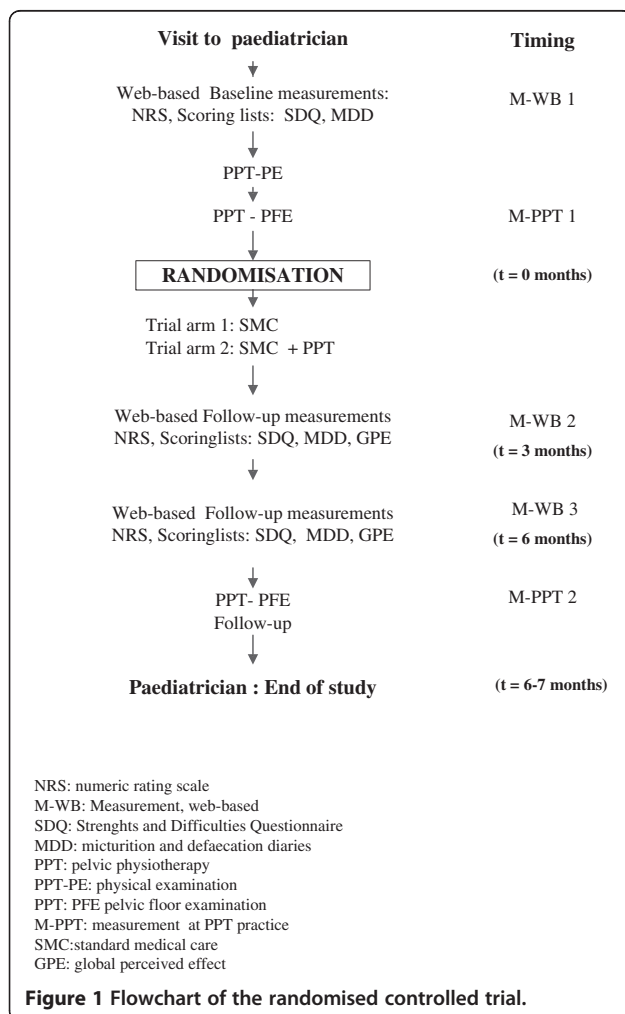 Visit to paediatrician Timing
Web-based Baseline measurements:
NRS, Scoring lists: SDQ, MDD
M-WB 1
PPT-PE
PPT - PFE M-PPT 1
RANDOMISATION (t = 0 months)
Trial arm 1: SMC
Trial arm 2: SMC + PPT
Web-based Follow-up measurements
NRS, Scoringlists: SDQ, MDD, GPE
M-WB 2
(t = 3 months)
Web-based Follow-up measurements
NRS, Scoringlists: SDQ, MDD, GPE
M-WB 3
(t = 6 months)
PPT- PFE
Follow-up
M-PPT 2
Paediatrician : End of study (t = 6-7 months)
NRS: numeric rating scale
M-WB: Measurement, web-based
SDQ: Strenghts and Difficulties Questionnaire
MDD: micturition and defaecation diaries
PPT: pelvic physiotherapy
PPT-PE: physical examination
PPT: PFE pelvic floor examination
M-PPT: measurement at PPT practice
SMC:standard medical care
GPE: global perceived effect
Figure 1 Flowchart of the randomised controlled trial.